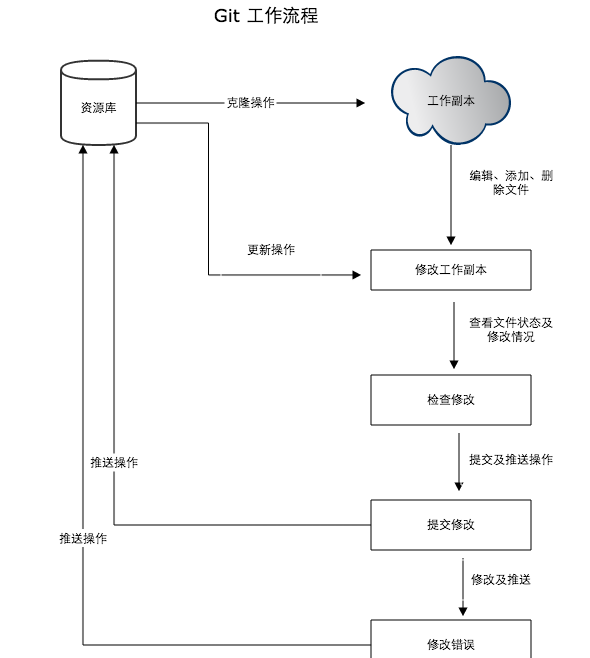 Git 工作流程
资源库
克隆操作
工作副本
编辑、添加、删
除文件
更新操作
修改工作副本
查看文件状态及
修改情况
检查修改
推送操作
提交及推送操作
提交修改
推送操作
修改及推送
修改错误